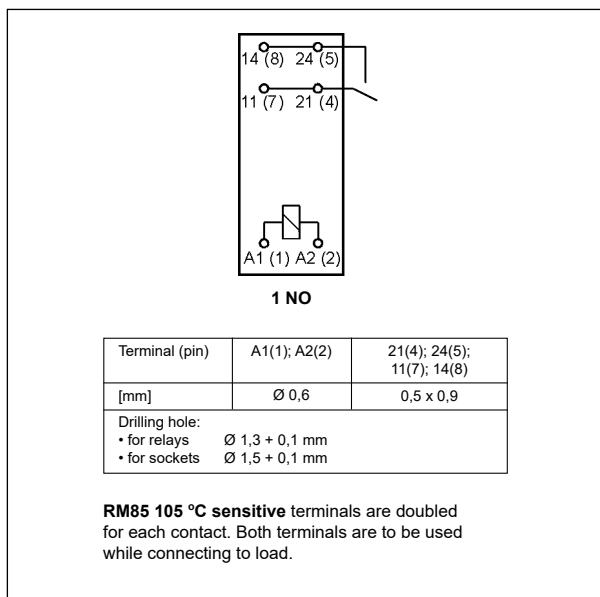 14 (8) 24 (5)
11 (7) 21 (4)
A1 (1) A2 (2)
1 NO
Terminal (pin) A1(1); A2(2) 21(4); 24(5);
11(7); 14(8)
[mm] Ø 0,6 0,5 x 0,9
Drilling hole:
• for relays Ø 1,3 + 0,1 mm
• for sockets Ø 1,5 + 0,1 mm
RM85 105 ºC sensitive terminals are doubled
for each contact. Both terminals are to be used
while connecting to load.